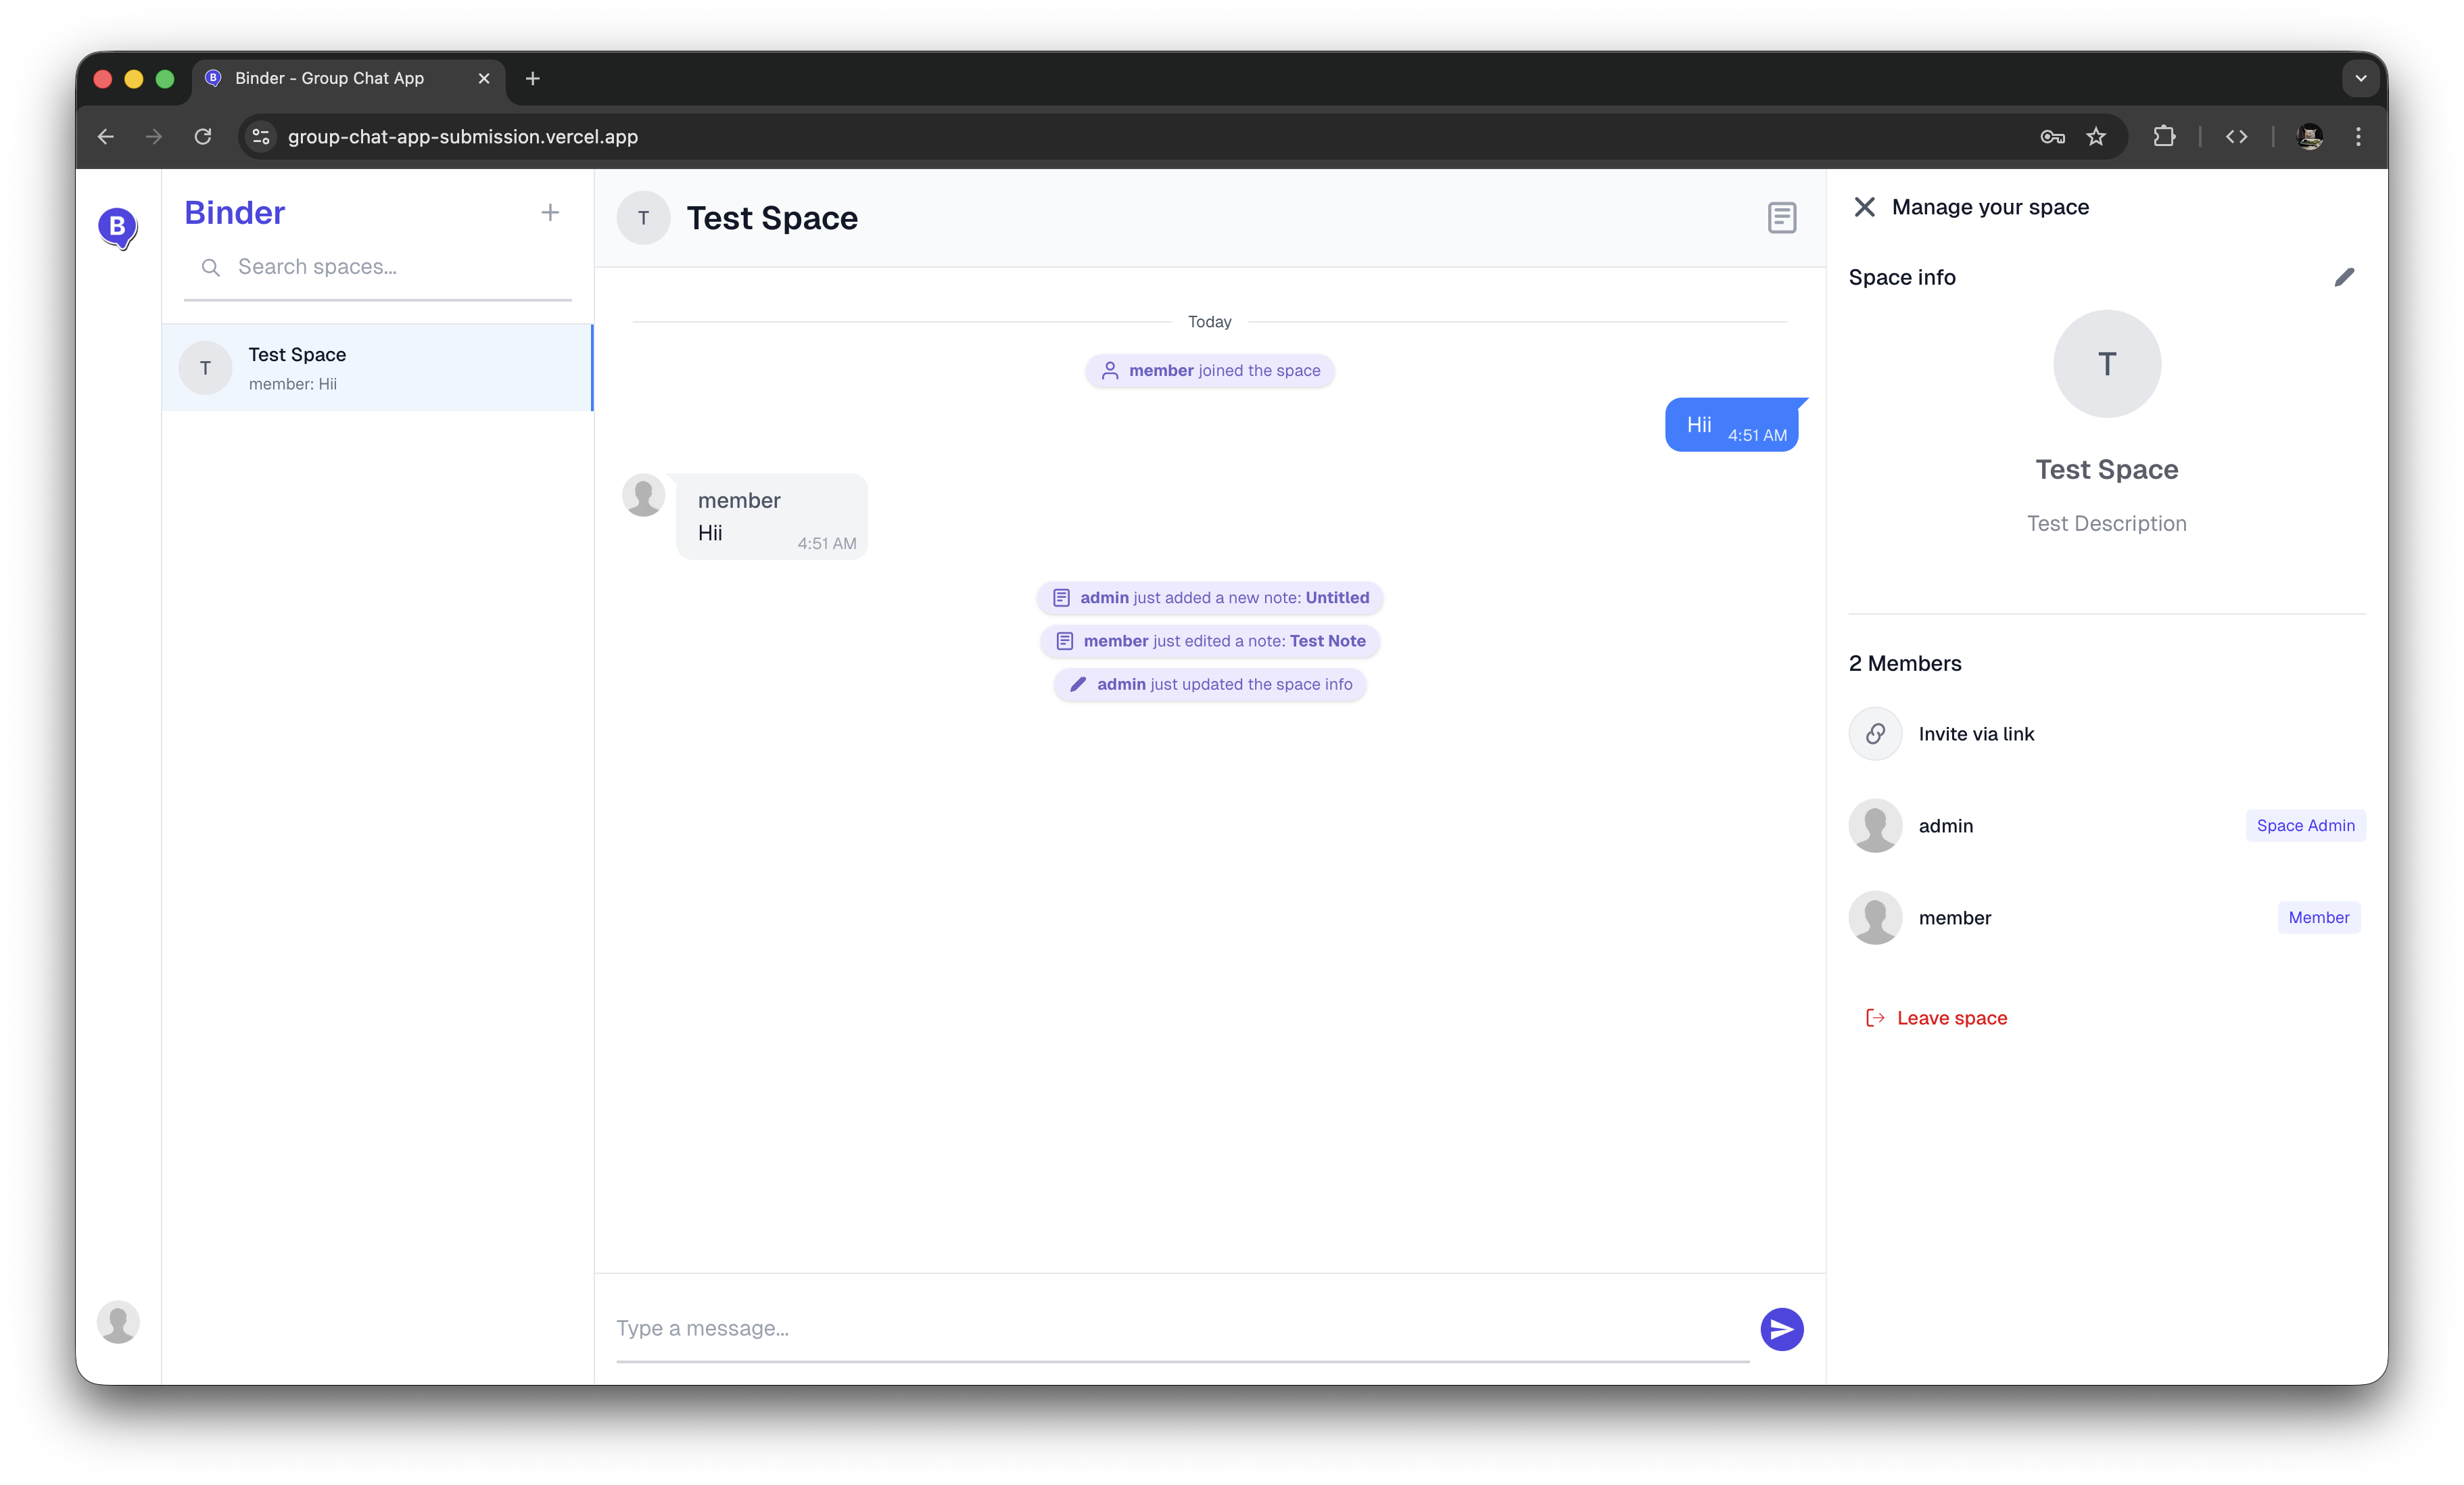 B Binder - Group Chat App
group-chat-app-submission.vercel.app
B
Binder
Search spaces...
T
Test Space
member: Hii
T
Test Space
Today
member joined the space
Hii 4:51 AM
member
Hii 4:51 AM
admin just added a new note: Untitled
member just edited a note: Test Note
admin just updated the space info
Type a message...
Manage your space
Space info
T
Test Space
Test Description
2 Members
Invite via link
admin Space Admin
member Member
Leave space